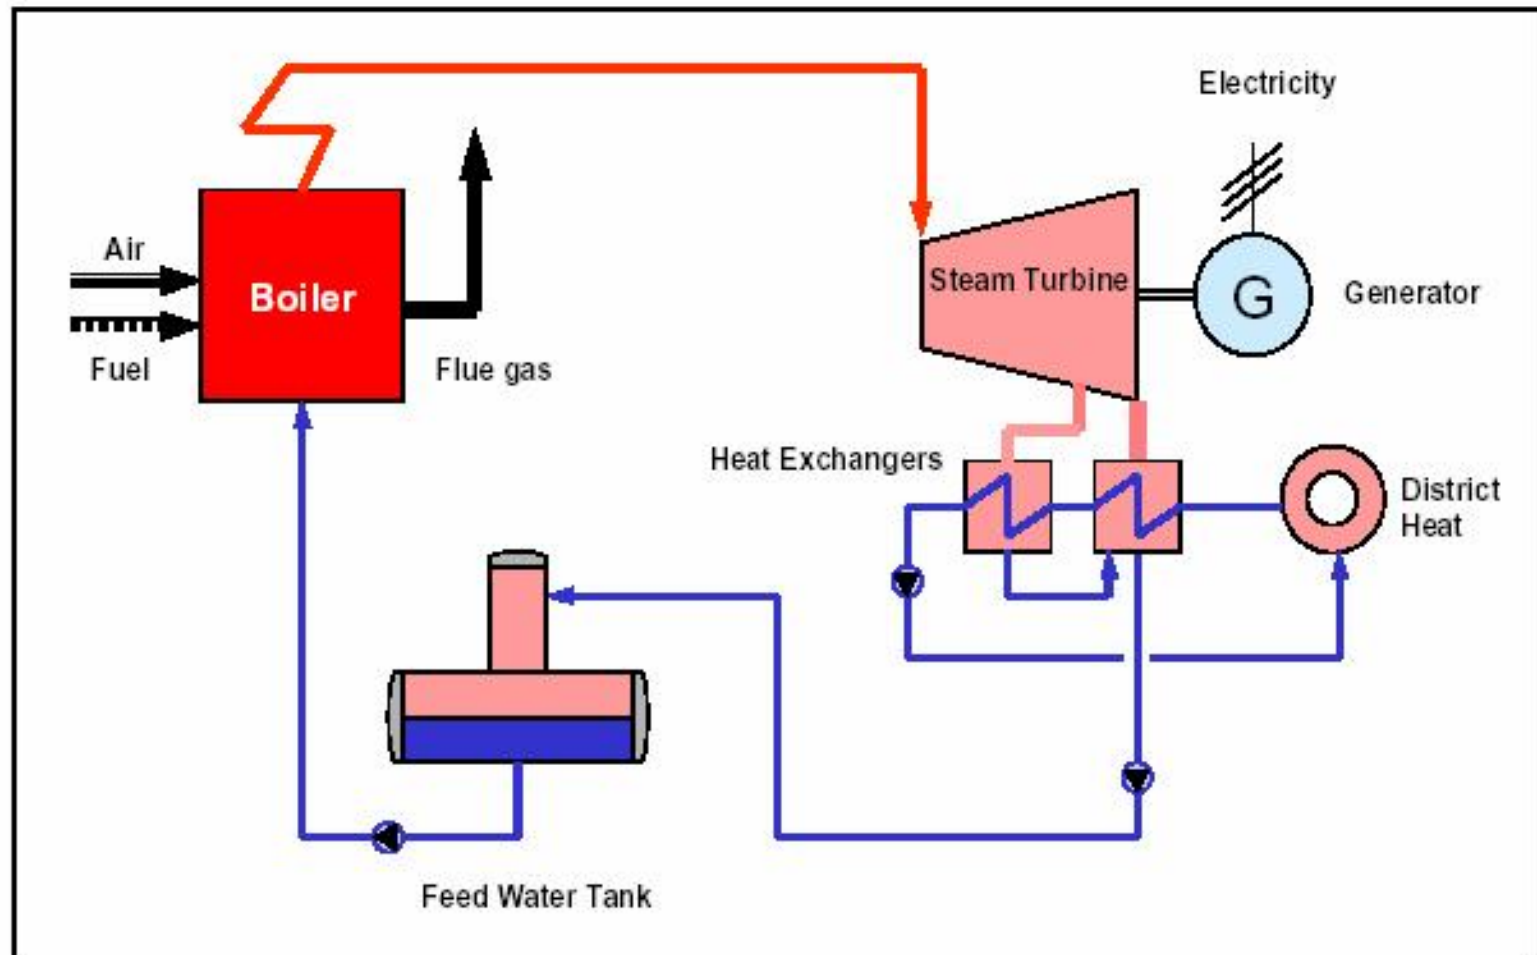 Electricity
Air
Boiler
Steam Turbine
G
Generator
Fuel
Flue gas
Heat Exchangers
District
Heat
Feed Water Tank